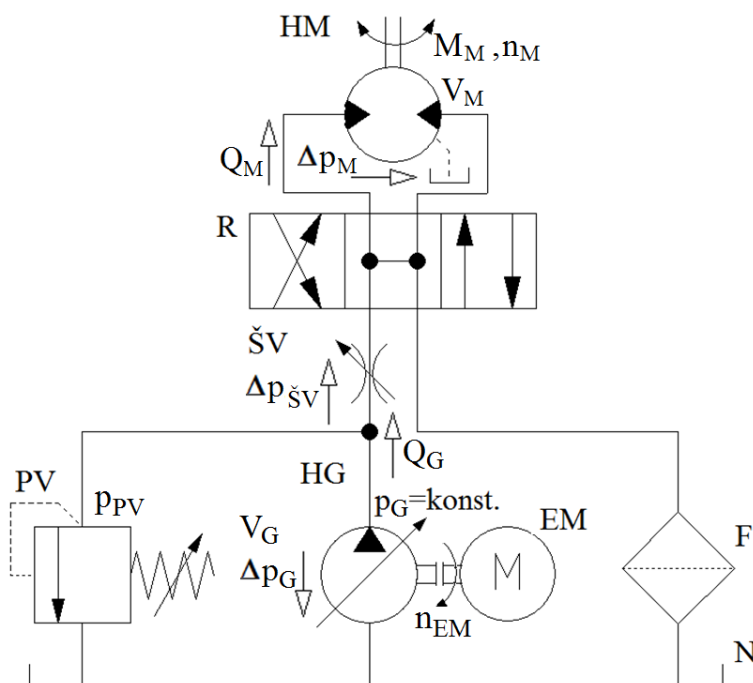 HM
M_M , n_M
V_M
Q_M
Δp_M
R
ŠV
Δp_ŠV
Q_G
HG
PV
p_PV
p_G=konst.
V_G
EM
Δp_G
M
n_EM
F
N